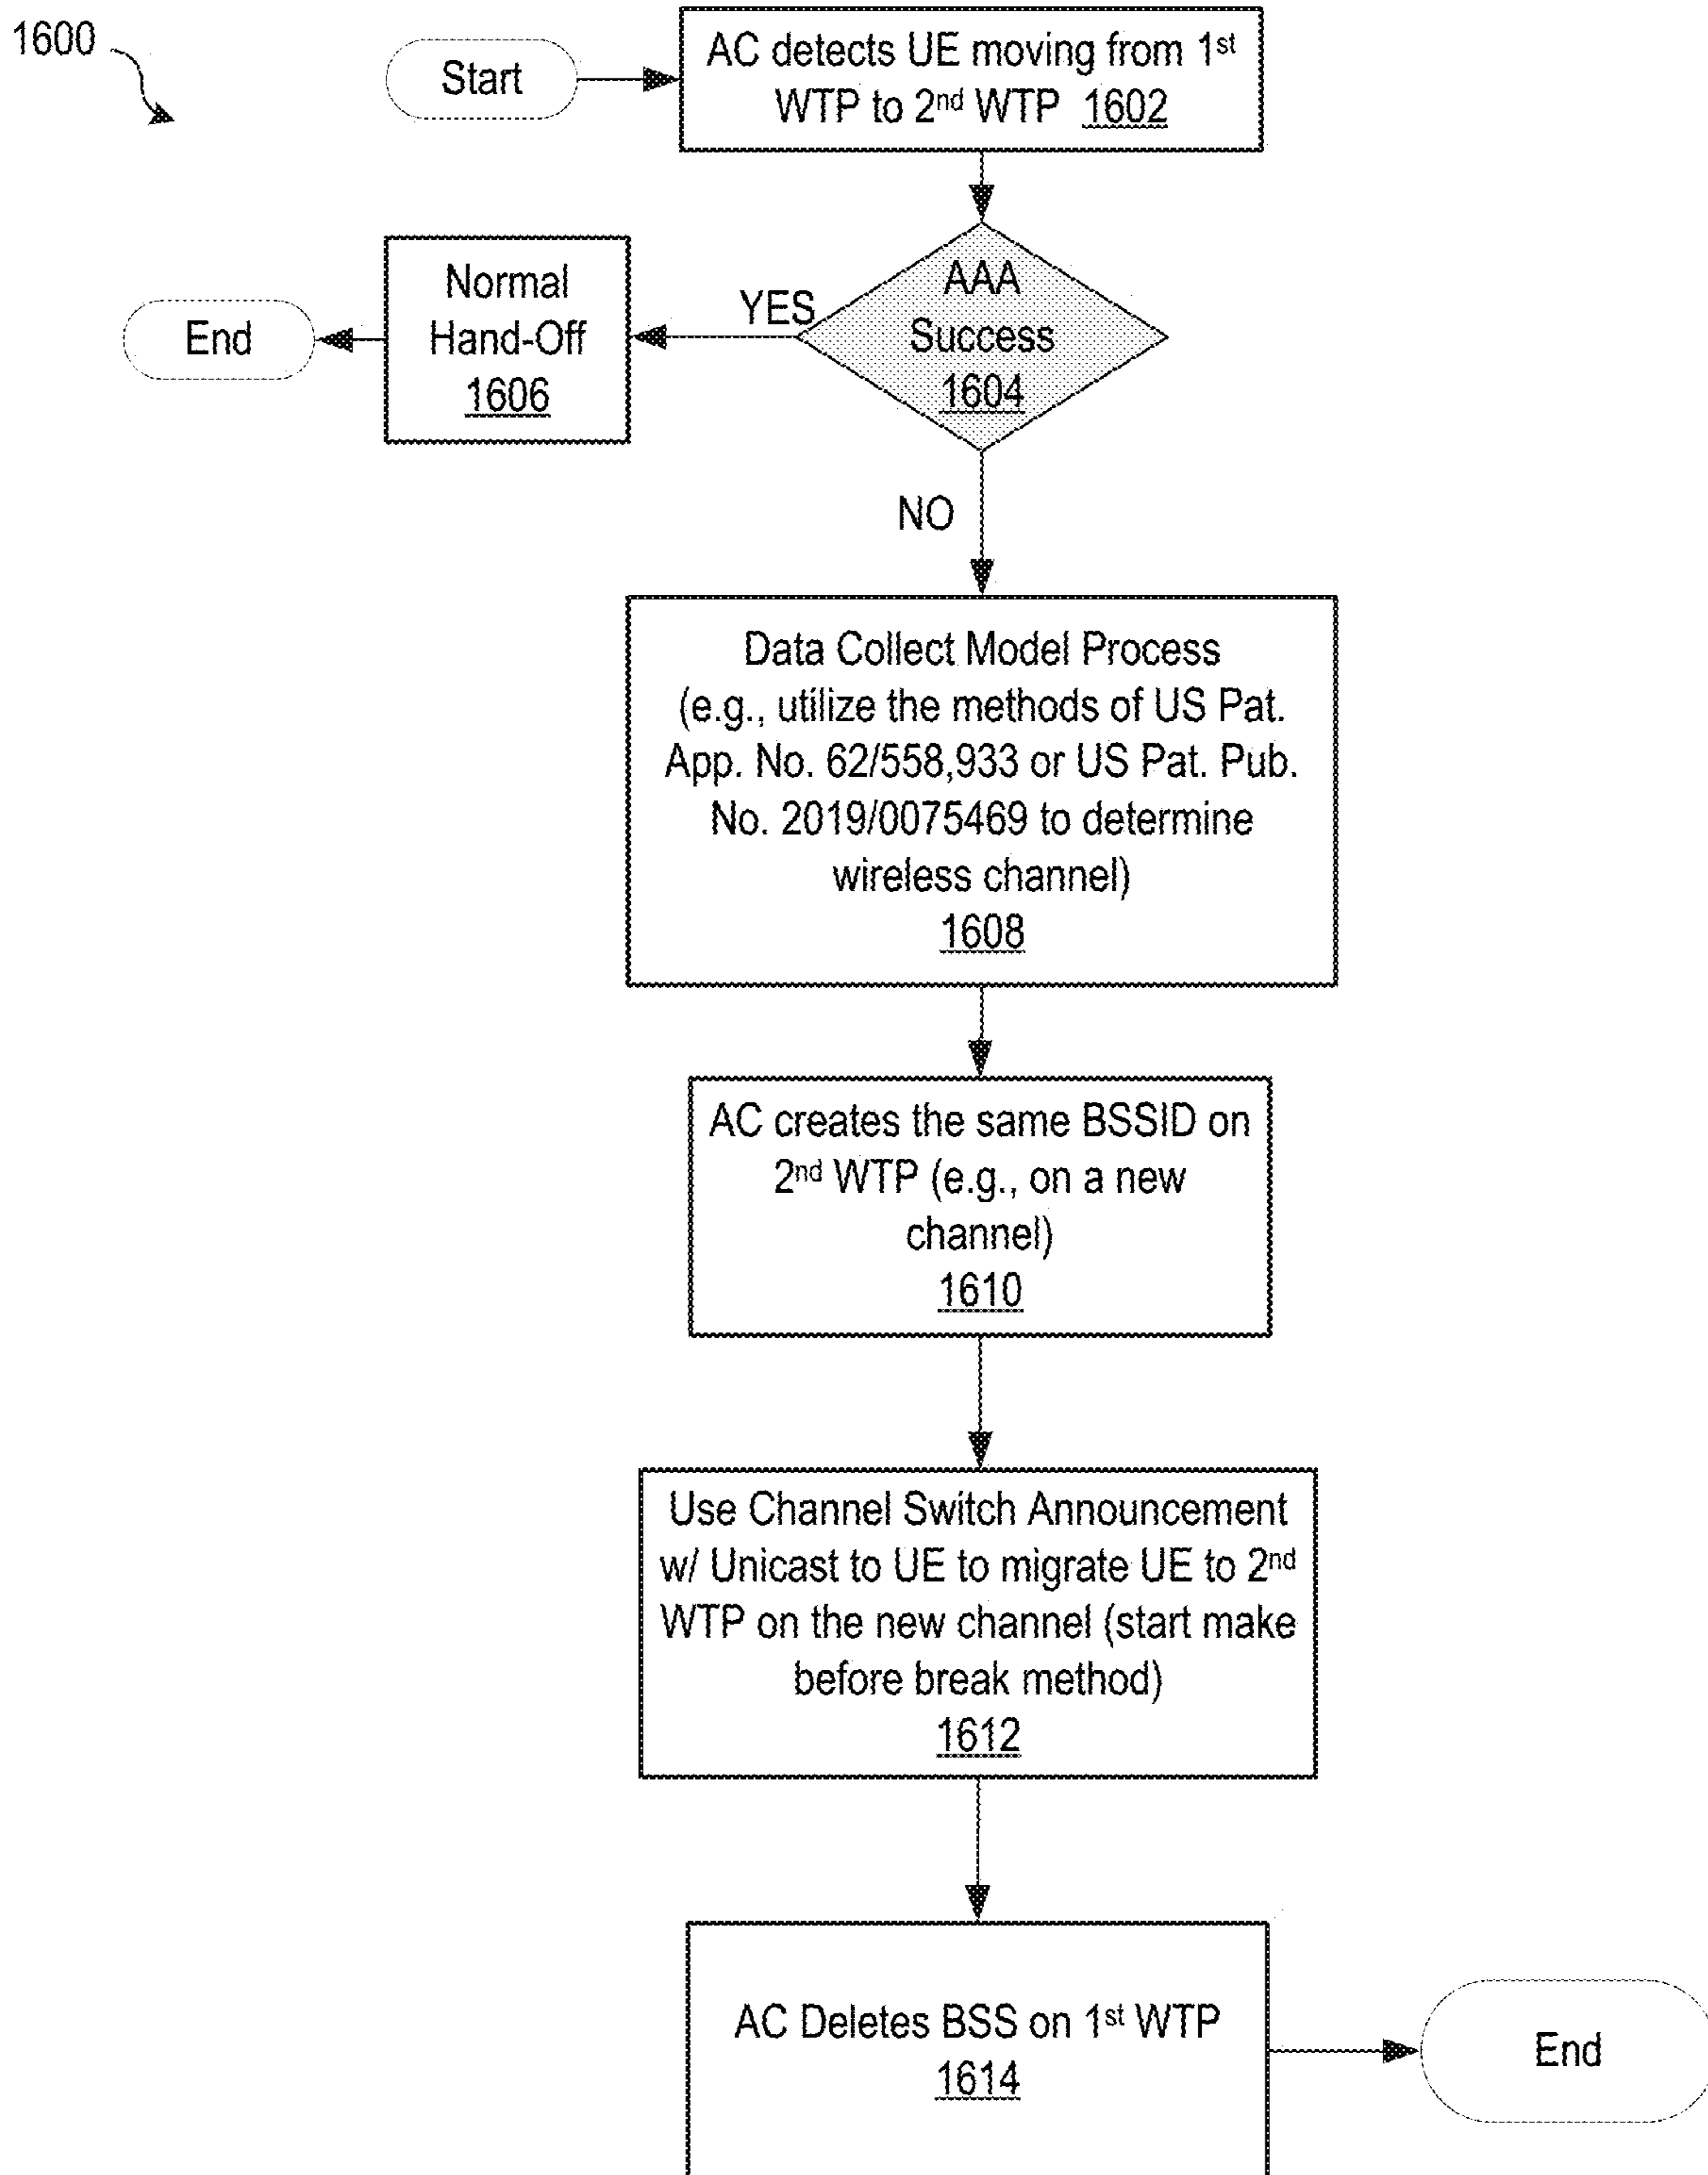 1600
Start
AC detects UE moving from 1st
WTP to 2nd WTP 1602
AAA
Success
1604
YES
Normal
Hand-Off
1606
End
NO
Data Collect Model Process
(e.g., utilize the methods of US Pat.
App. No. 62/558,933 or US Pat. Pub.
No. 2019/0075469 to determine
wireless channel)
1608
AC creates the same BSSID on
2nd WTP (e.g., on a new
channel)
1610
Use Channel Switch Announcement
w/ Unicast to UE to migrate UE to 2nd
WTP on the new channel (start make
before break method)
1612
AC Deletes BSS on 1st WTP
1614
End